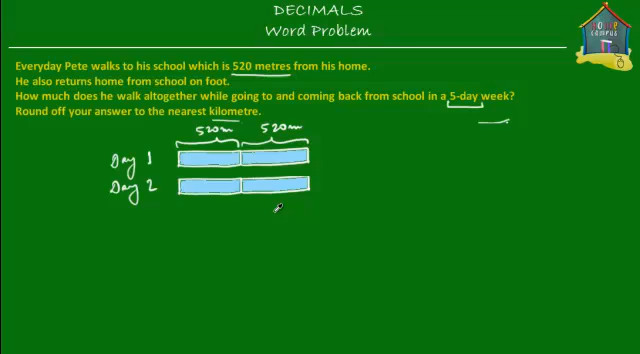 DECIMALS
Word Problem
Everyday Pete walks to his school which is 520 metres from his home.
He also returns home from school on foot.
How much does he walk altogether while going to and coming back from school in a 5-day week?
Round off your answer to the nearest kilometre.
520m 520m
Day 1
Day 2